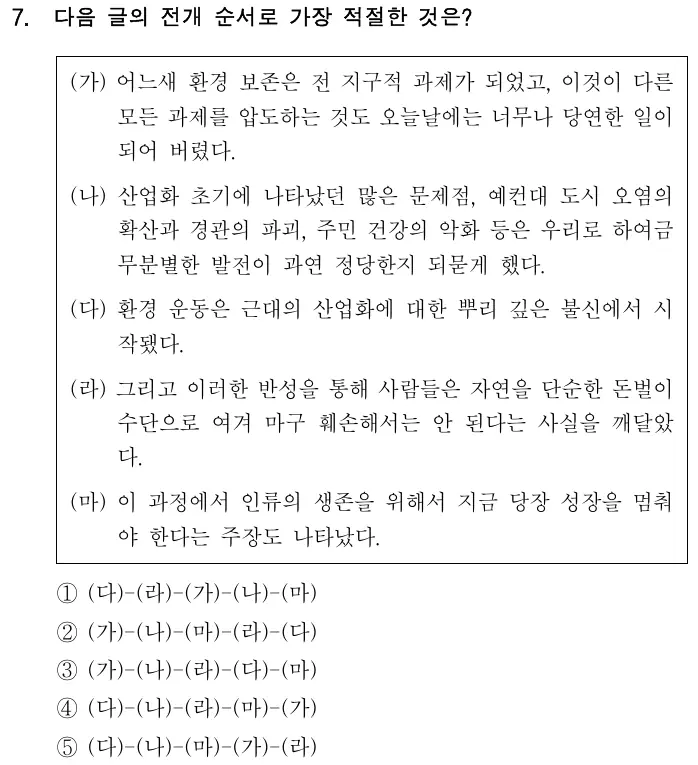 7. 다음 글의 전개 순서로 가장 적절한 것은?
(가) 어느새 환경 보존은 전 지구적 과제가 되었고, 이것이 다른
모든 과제를 압도하는 것도 오늘날에는 너무나 당연한 일이
되어 버렸다.
(나) 산업화 초기에 나타났던 많은 문제점, 예컨대 도시 오염의
확산과 경관의 파괴, 주민 건강의 악화 등은 우리로 하여금
무분별한 발전이 과연 정당한지 되묻게 했다.
(다) 환경 운동은 근대의 산업화에 대한 뿌리 깊은 불신에서 시
작됐다.
(라) 그리고 이러한 반성을 통해 사람들은 자연을 단순한 돈벌이
수단으로 여겨 마구 훼손해서는 안 된다는 사실을 깨달았
다.
(마) 이 과정에서 인류의 생존을 위해서 지금 당장 성장을 멈춰
야 한다는 주장도 나타났다.
① (다)-(라)-(가)-(나)-(마)
② (가)-(나)-(마)-(라)-(다)
③ (가)-(나)-(라)-(다)-(마)
④ (다)-(나)-(라)-(마)-(가)
⑤ (다)-(나)-(마)-(가)-(라)